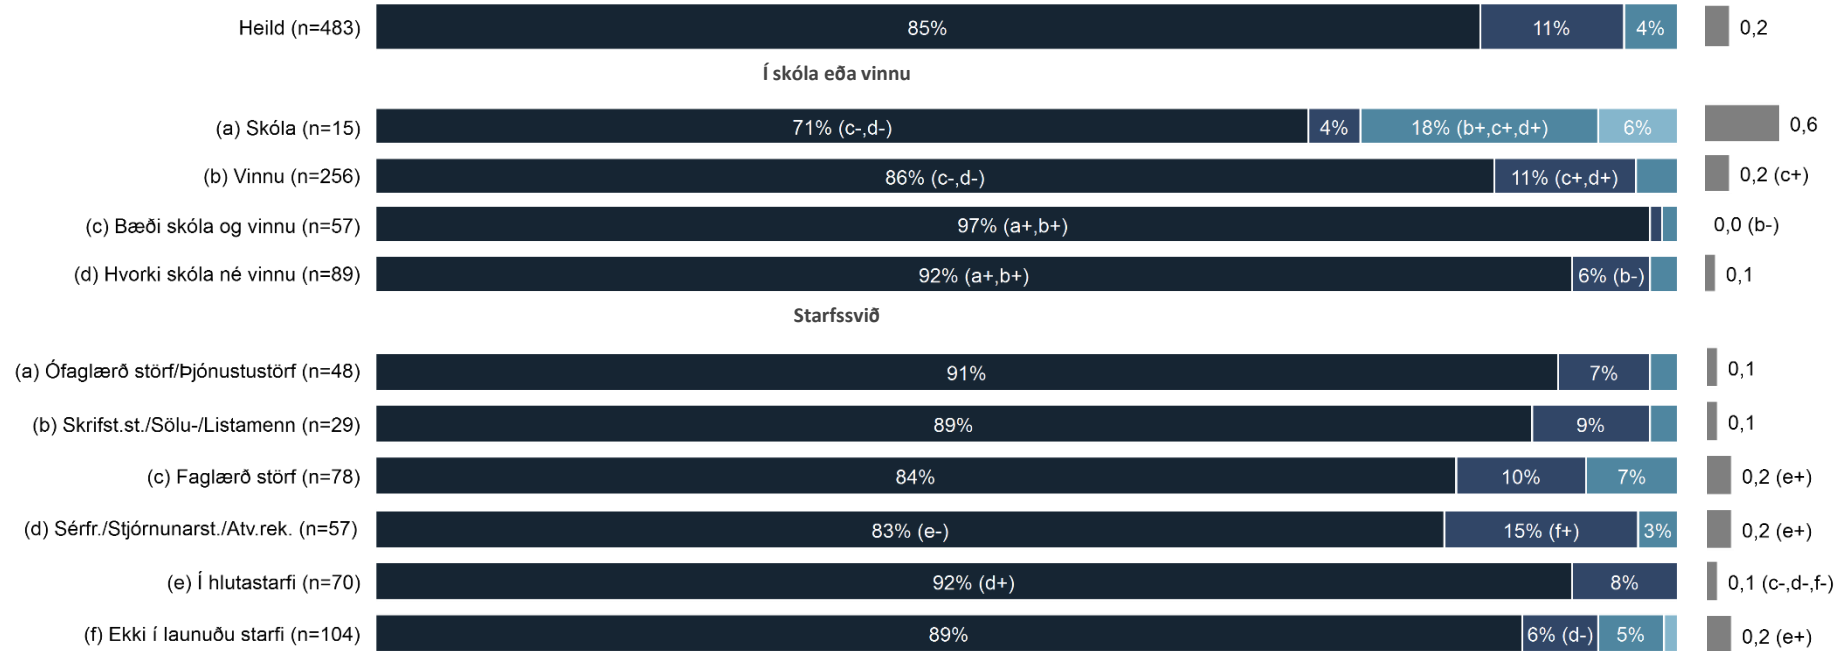 Heild (n=483) 85% 11% 4% 0,2
Í skóla eða vinnu
(a) Skóla (n=15) 71% (c-,d-) 4% 18% (b+,c+,d+) 6% 0,6
(b) Vinnu (n=256) 86% (c-,d-) 11% (c+,d+) 0,2 (c+)
(c) Bæði skóla og vinnu (n=57) 97% (a+,b+) 0,0 (b-)
(d) Hvorki skóla né vinnu (n=89) 92% (a+,b+) 6% (b-) 0,1
Starfssvið
(a) Ófaglærð störf/Þjónustustörf (n=48) 91% 7% 0,1
(b) Skrifst.st./Sölu-/Listamenn (n=29) 89% 9% 0,1
(c) Faglærð störf (n=78) 84% 10% 7% 0,2 (e+)
(d) Sérfr./Stjórnunarst./Atv.rek. (n=57) 83% (e-) 15% (f+) 3% 0,2 (e+)
(e) Í hlutastarfi (n=70) 92% (d+) 8% 0,1 (c-,d-,f-)
(f) Ekki í launuðu starfi (n=104) 89% 6% (d-) 5% 0,2 (e+)